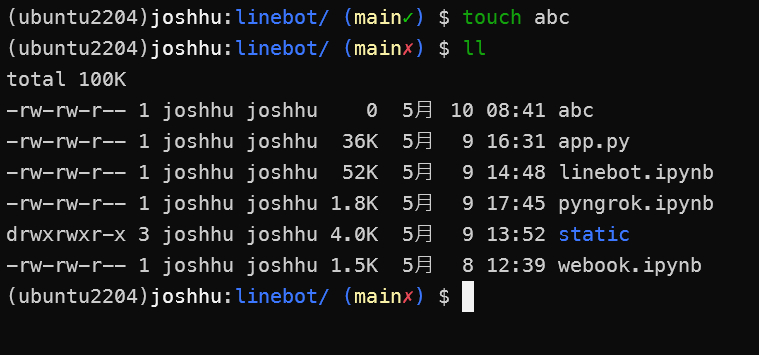 (ubuntu2204)joshhu:linebot/ (main✓) $ touch abc
(ubuntu2204)joshhu:linebot/ (main✗) $ ll
total 100K
-rw-rw-r-- 1 joshhu joshhu    0  5月 10 08:41 abc
-rw-rw-r-- 1 joshhu joshhu  36K  5月  9 16:31 app.py
-rw-rw-r-- 1 joshhu joshhu  52K  5月  9 14:48 linebot.ipynb
-rw-rw-r-- 1 joshhu joshhu 1.8K  5月  9 17:45 pyngrok.ipynb
drwxrwxr-x 3 joshhu joshhu 4.0K  5月  9 13:52 static
-rw-rw-r-- 1 joshhu joshhu 1.5K  5月  8 12:39 webook.ipynb
(ubuntu2204)joshhu:linebot/ (main✗) $